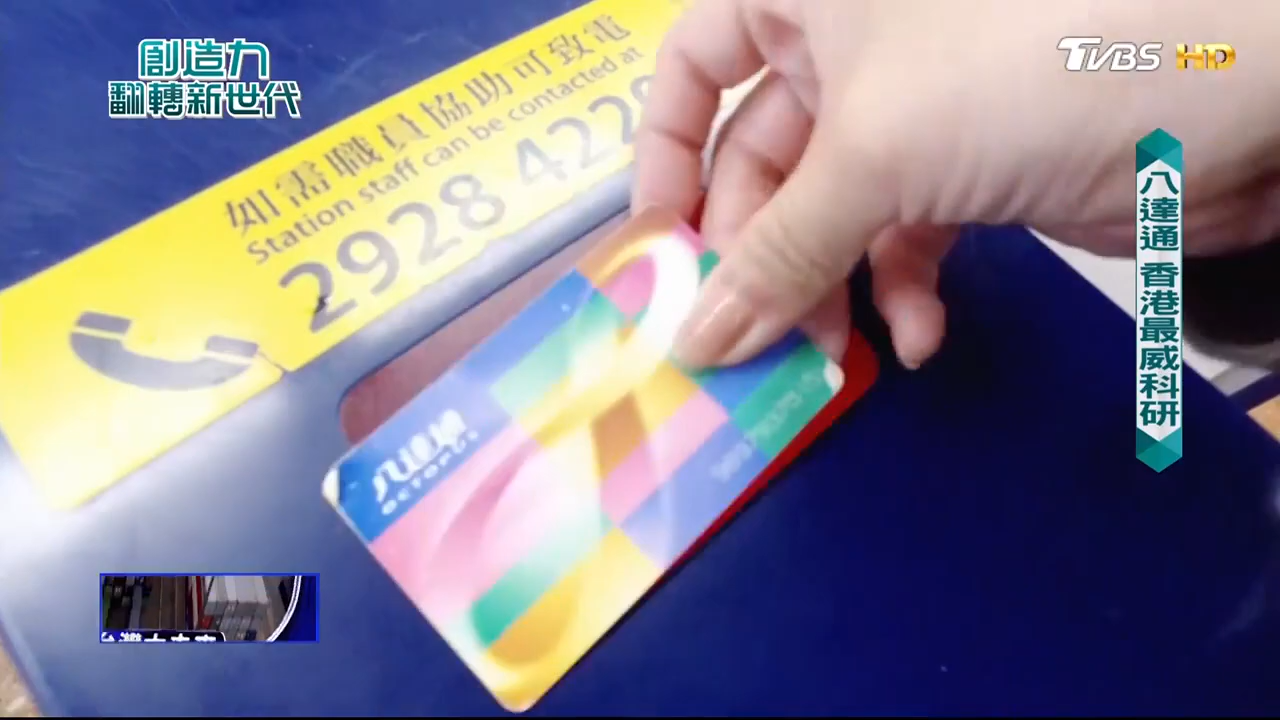 創造力
翻轉新世代
TVBS HD
八達通 香港最威科研
如需職員協助可致電
Station staff can be contacted at
2928 422
八達通
OCTOPUS